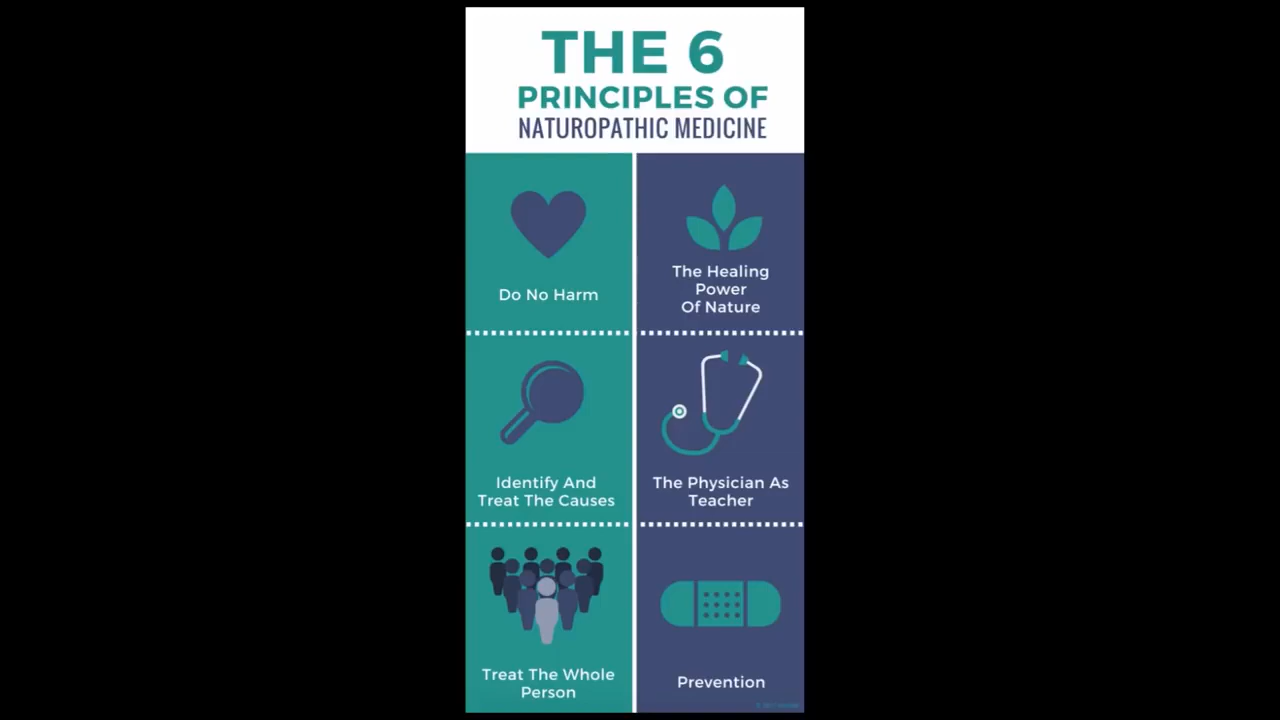 THE 6
PRINCIPLES OF
NATUROPATHIC MEDICINE
Do No Harm
The Healing
Power
Of Nature
Identify And
Treat The Causes
The Physician As
Teacher
Treat The Whole
Person
Prevention